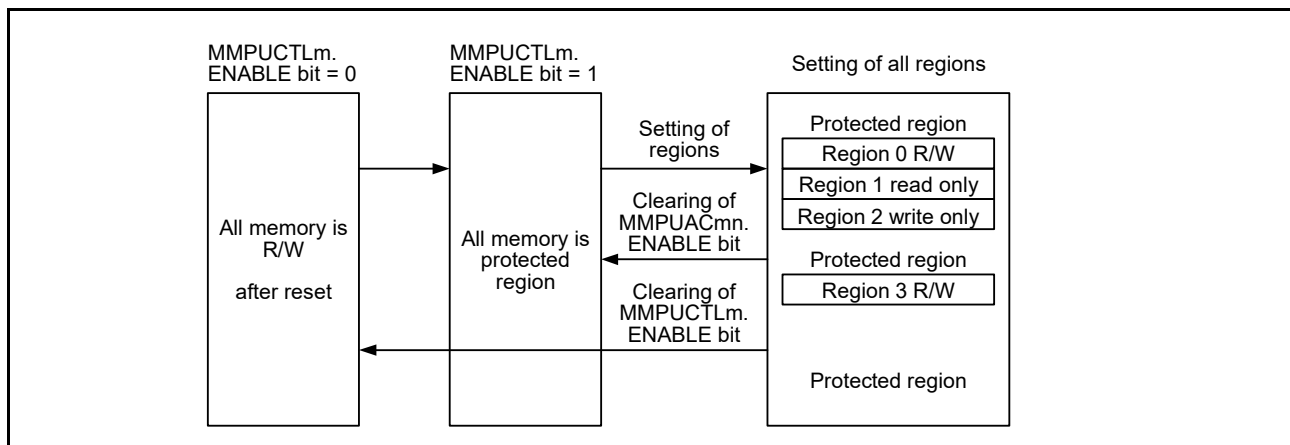 MMPUCTLm.
ENABLE bit = 0
All memory is
R/W
after reset
MMPUCTLm.
ENABLE bit = 1
All memory is
protected
region
Setting of
regions
Clearing of
MMPUACmn.
ENABLE bit
Clearing of
MMPUCTLm.
ENABLE bit
Setting of all regions
Protected region
Region 0 R/W
Region 1 read only
Region 2 write only
Protected region
Region 3 R/W
Protected region